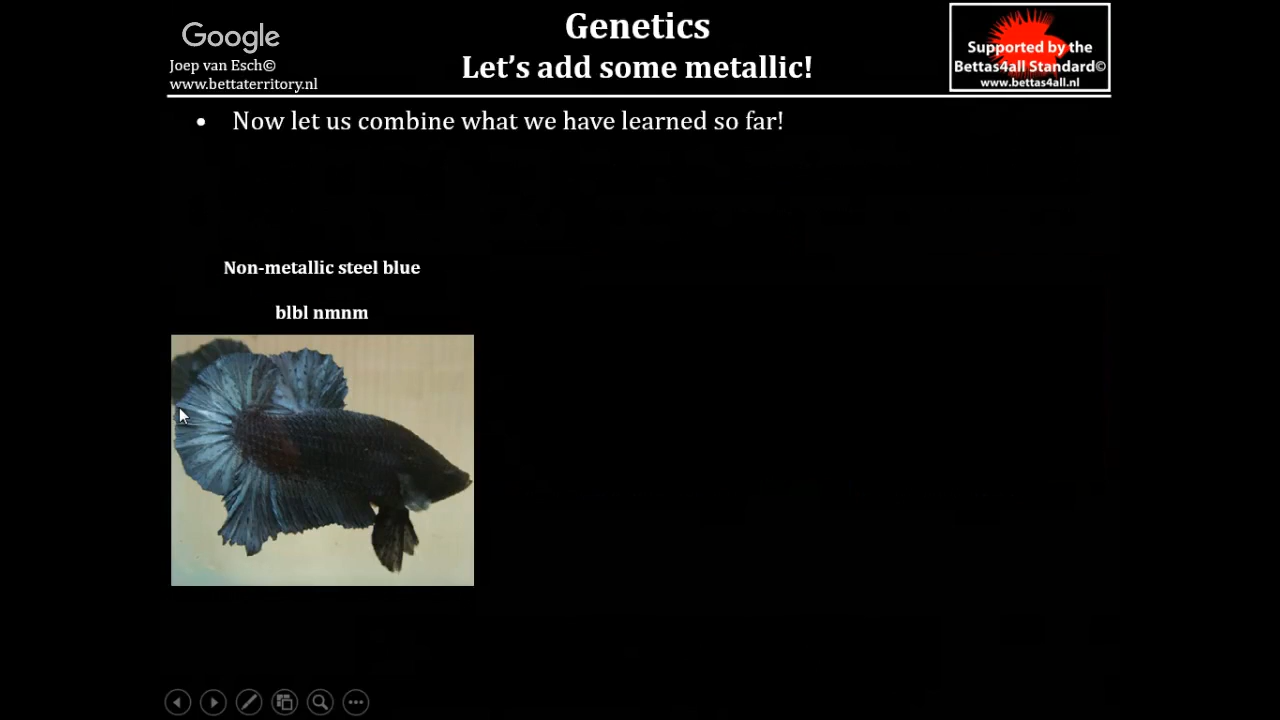 Google
Joep van Esch©
www.bettaterritory.nl
Genetics
Let's add some metallic!
Supported by the
Bettas4all Standard©
www.bettas4all.nl
• Now let us combine what we have learned so far!
Non-metallic steel blue
blbl nmnm